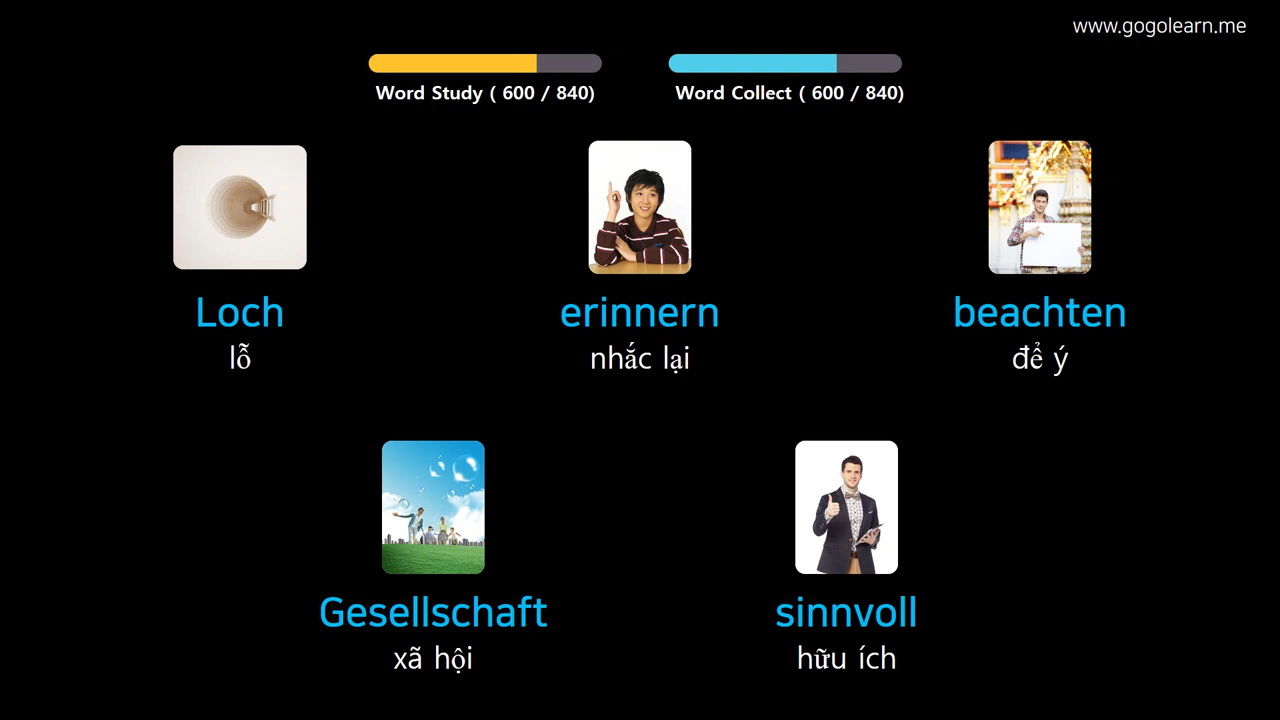 www.gogolearn.me
Word Study ( 600 / 840)
Word Collect ( 600 / 840)
Loch
lỗ
erinnern
nhắc lại
beachten
để ý
Gesellschaft
xã hội
sinnvoll
hữu ích